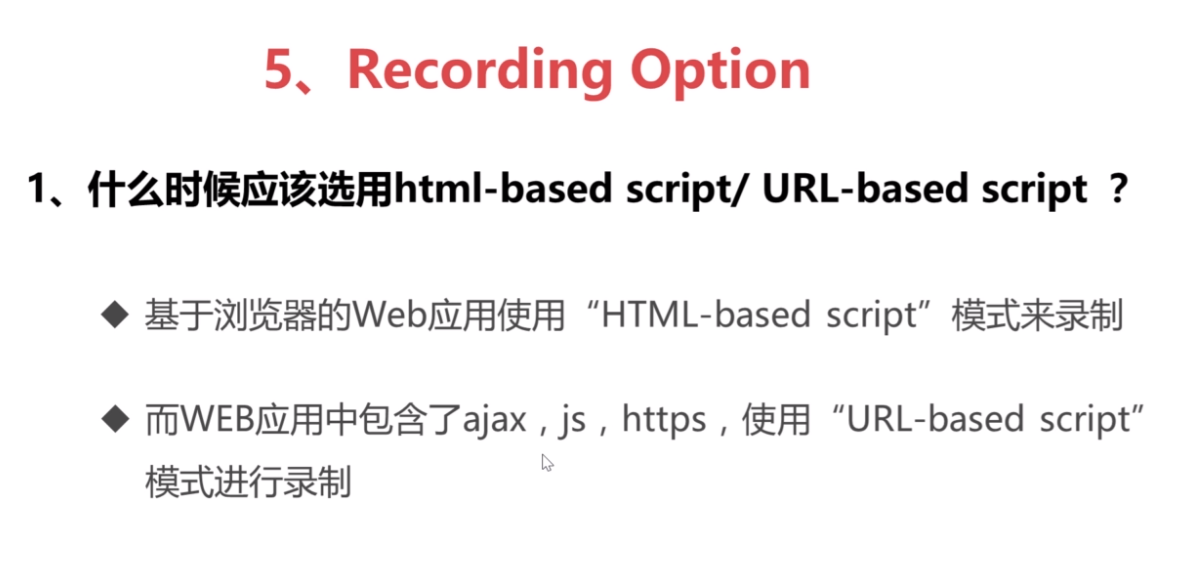 5、Recording Option
1、什么时候应该选用html-based script/ URL-based script ？
◆ 基于浏览器的Web应用使用“HTML-based script”模式来录制
◆ 而WEB应用中包含了ajax，js，https，使用“URL-based script”
模式进行录制